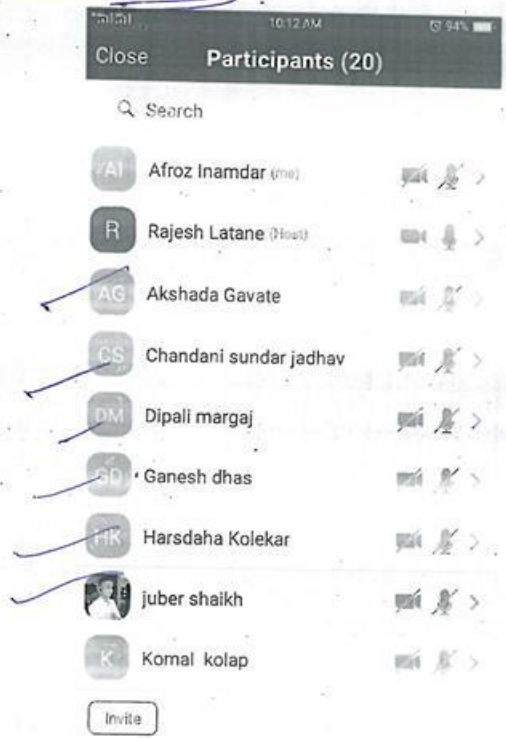 10:12 AM 94%
Close Participants (20)
Search
AI Afroz Inamdar (me)
R Rajesh Latane (Host)
AG Akshada Gavate
CS Chandani sundar jadhav
DM Dipali margaj
GD Ganesh dhas
HK Harsdaha Kolekar
juber shaikh
K Komal kolap
Invite